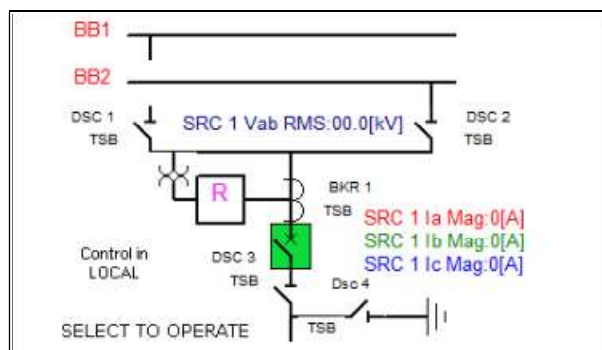 BB1
BB2
DSC 1
TSB
SRC 1 Vab RMS:00.0[kV]
DSC 2
TSB
R
BKR 1
TSB
SRC 1 Ia Mag:0[A]
SRC 1 Ib Mag:0[A]
SRC 1 Ic Mag:0[A]
Control in
LOCAL
DSC 3
TSB
Dsc 4
TSB
SELECT TO OPERATE